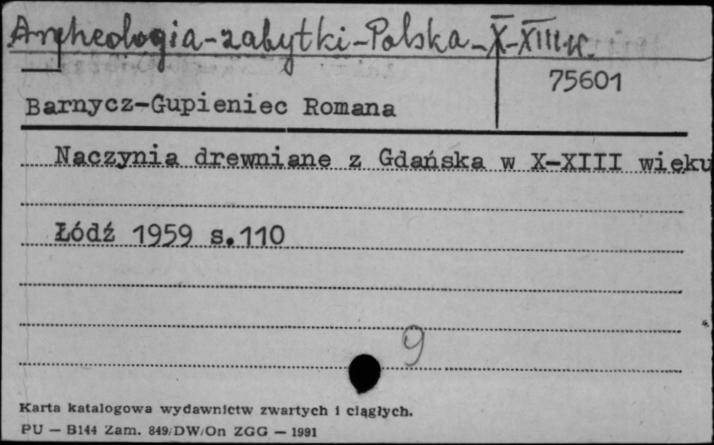 Archeologia-zabytki-Polska-X-XIII w.
75601
Barnycz-Gupieniec Romana
Naczynia drewniane z Gdańska w X-XIII wieku
Łódź 1959 s.110
9
Karta katalogowa wydawnictw zwartych i ciągłych.
PU — B144 Zam. 849/DW/On ZGG — 1991